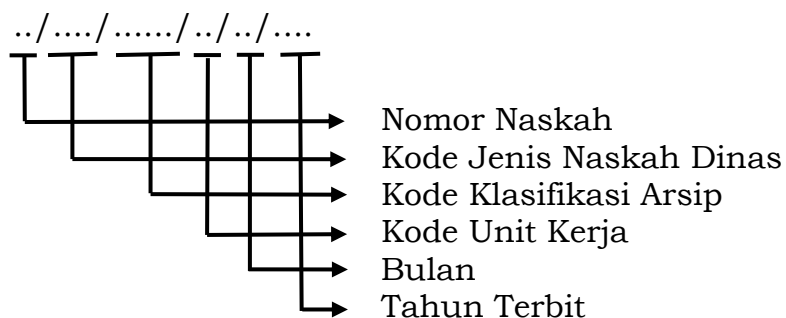 ../..../....../../../....
Nomor Naskah
Kode Jenis Naskah Dinas
Kode Klasifikasi Arsip
Kode Unit Kerja
Bulan
Tahun Terbit